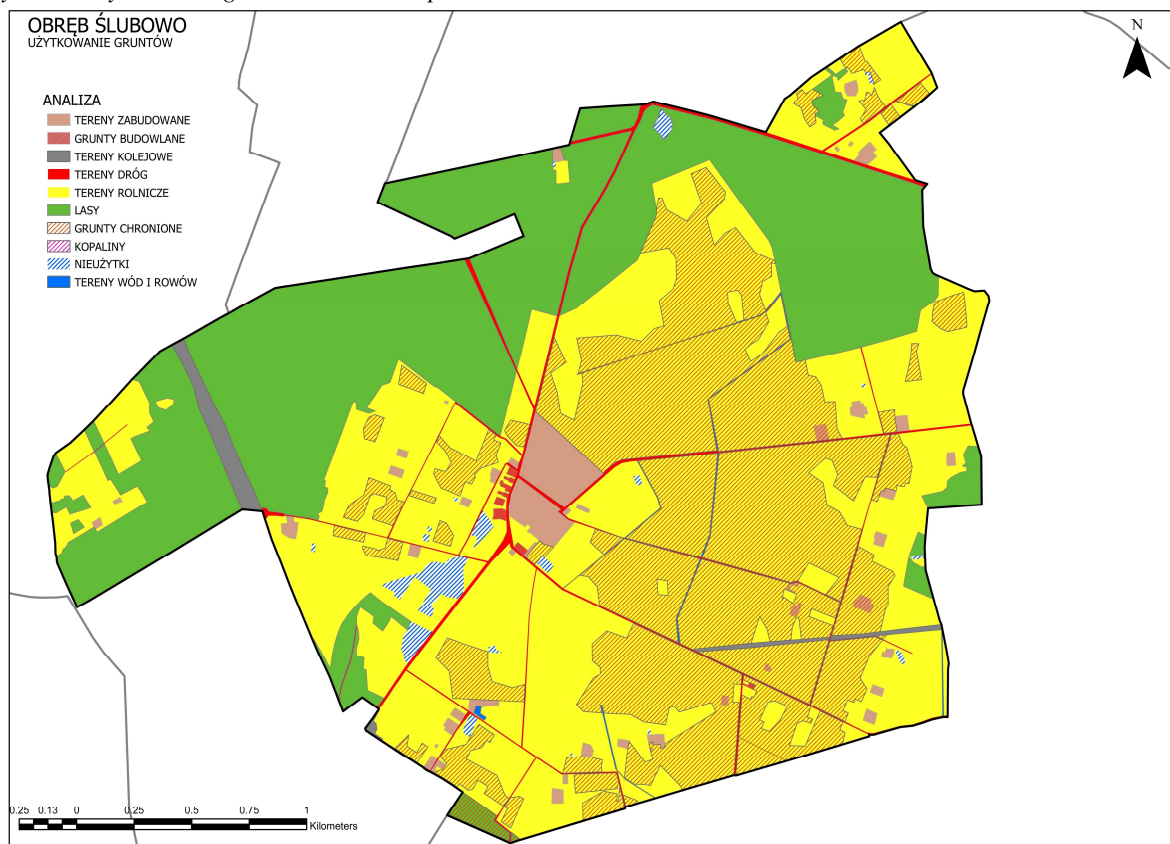 OBRĘB ŚLUBOWO
UŻYTKOWANIE GRUNTÓW
N
ANALIZA
TERENY ZABUDOWANE
GRUNTY BUDOWLANE
TERENY KOLEJOWE
TERENY DRÓG
TERENY ROLNICZE
LASY
GRUNTY CHRONIONE
KOPALINY
NIEUŻYTKI
TERENY WÓD I ROWÓW
0.25 0.13 0 0.25 0.5 0.75 1
Kilometers